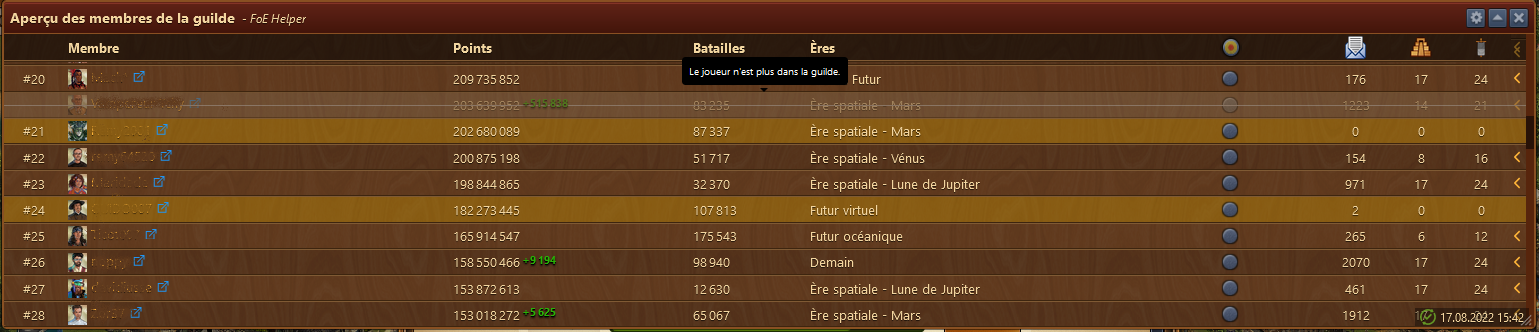 Aperçu des membres de la guilde - FoE Helper
Membre Points Batailles Ères
Le joueur n'est plus dans la guilde.
#20 209 735 852 Futur 176 17 24
203 639 952 +515 838 83 235 Ère spatiale - Mars 1223 14 21
#21 202 680 089 87 337 Ère spatiale - Mars 0 0 0
#22 200 875 198 51 717 Ère spatiale - Vénus 154 8 16
#23 198 844 865 32 370 Ère spatiale - Lune de Jupiter 971 17 24
#24 182 273 445 107 813 Futur virtuel 2 0 0
#25 165 914 547 175 543 Futur océanique 265 6 12
#26 158 550 466 +9 194 98 940 Demain 2070 17 24
#27 153 872 613 12 630 Ère spatiale - Lune de Jupiter 461 17 24
#28 153 018 272 +5 625 65 067 Ère spatiale - Mars 1912
17.08.2022 15:42